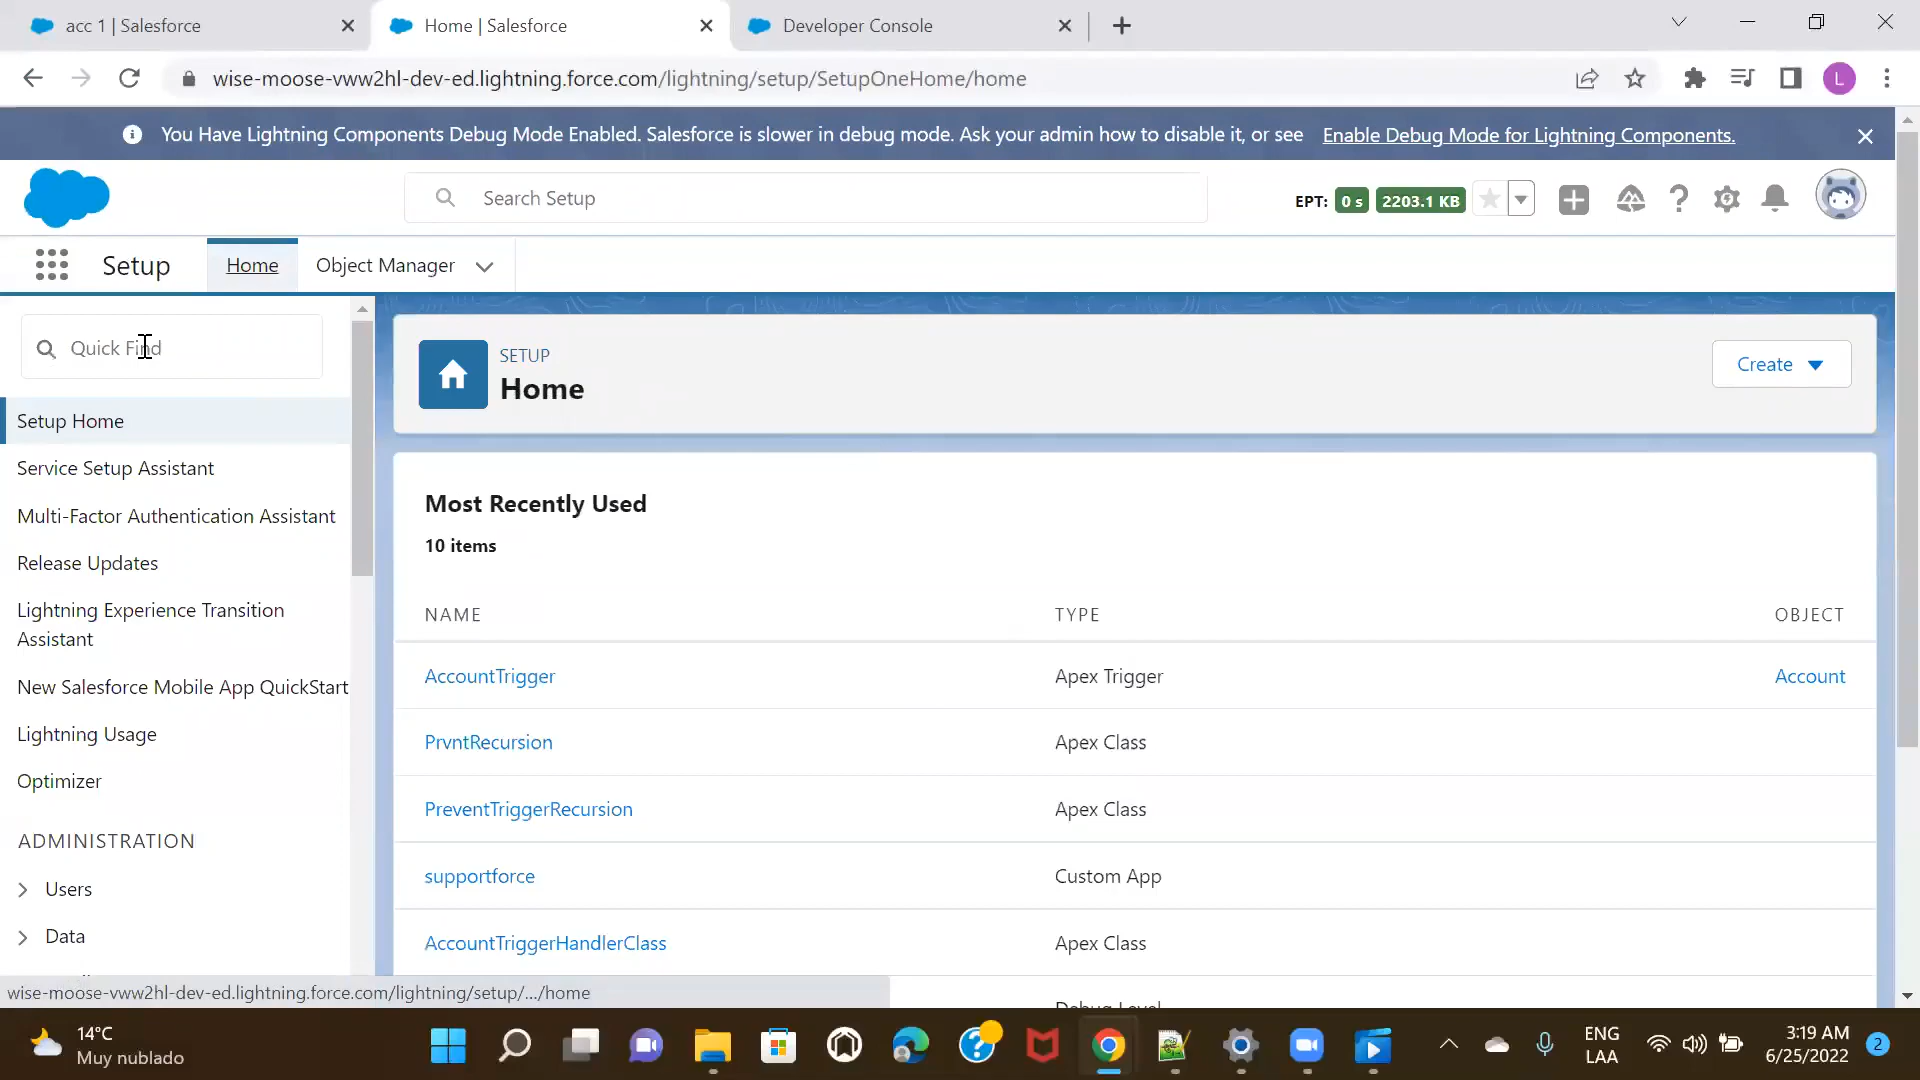 acc 1 | Salesforce
Home | Salesforce
Developer Console
wise-moose-vww2hl-dev-ed.lightning.force.com/lightning/setup/SetupOneHome/home
L
You Have Lightning Components Debug Mode Enabled. Salesforce is slower in debug mode. Ask your admin how to disable it, or see Enable Debug Mode for Lightning Components.
Search Setup
EPT: 0 s 2203.1 KB
Setup
Home
Object Manager
Quick Find
Setup Home
Service Setup Assistant
Multi-Factor Authentication Assistant
Release Updates
Lightning Experience Transition
Assistant
New Salesforce Mobile App QuickStart
Lightning Usage
Optimizer
ADMINISTRATION
Users
Data
SETUP
Home
Create
Most Recently Used
10 items
NAME TYPE OBJECT
AccountTrigger Apex Trigger Account
PrvntRecursion Apex Class
PreventTriggerRecursion Apex Class
supportforce Custom App
AccountTriggerHandlerClass Apex Class
Debug Level
wise-moose-vww2hl-dev-ed.lightning.force.com/lightning/setup/.../home
14°C
Muy nublado
ENG
LAA
3:19 AM
6/25/2022
2